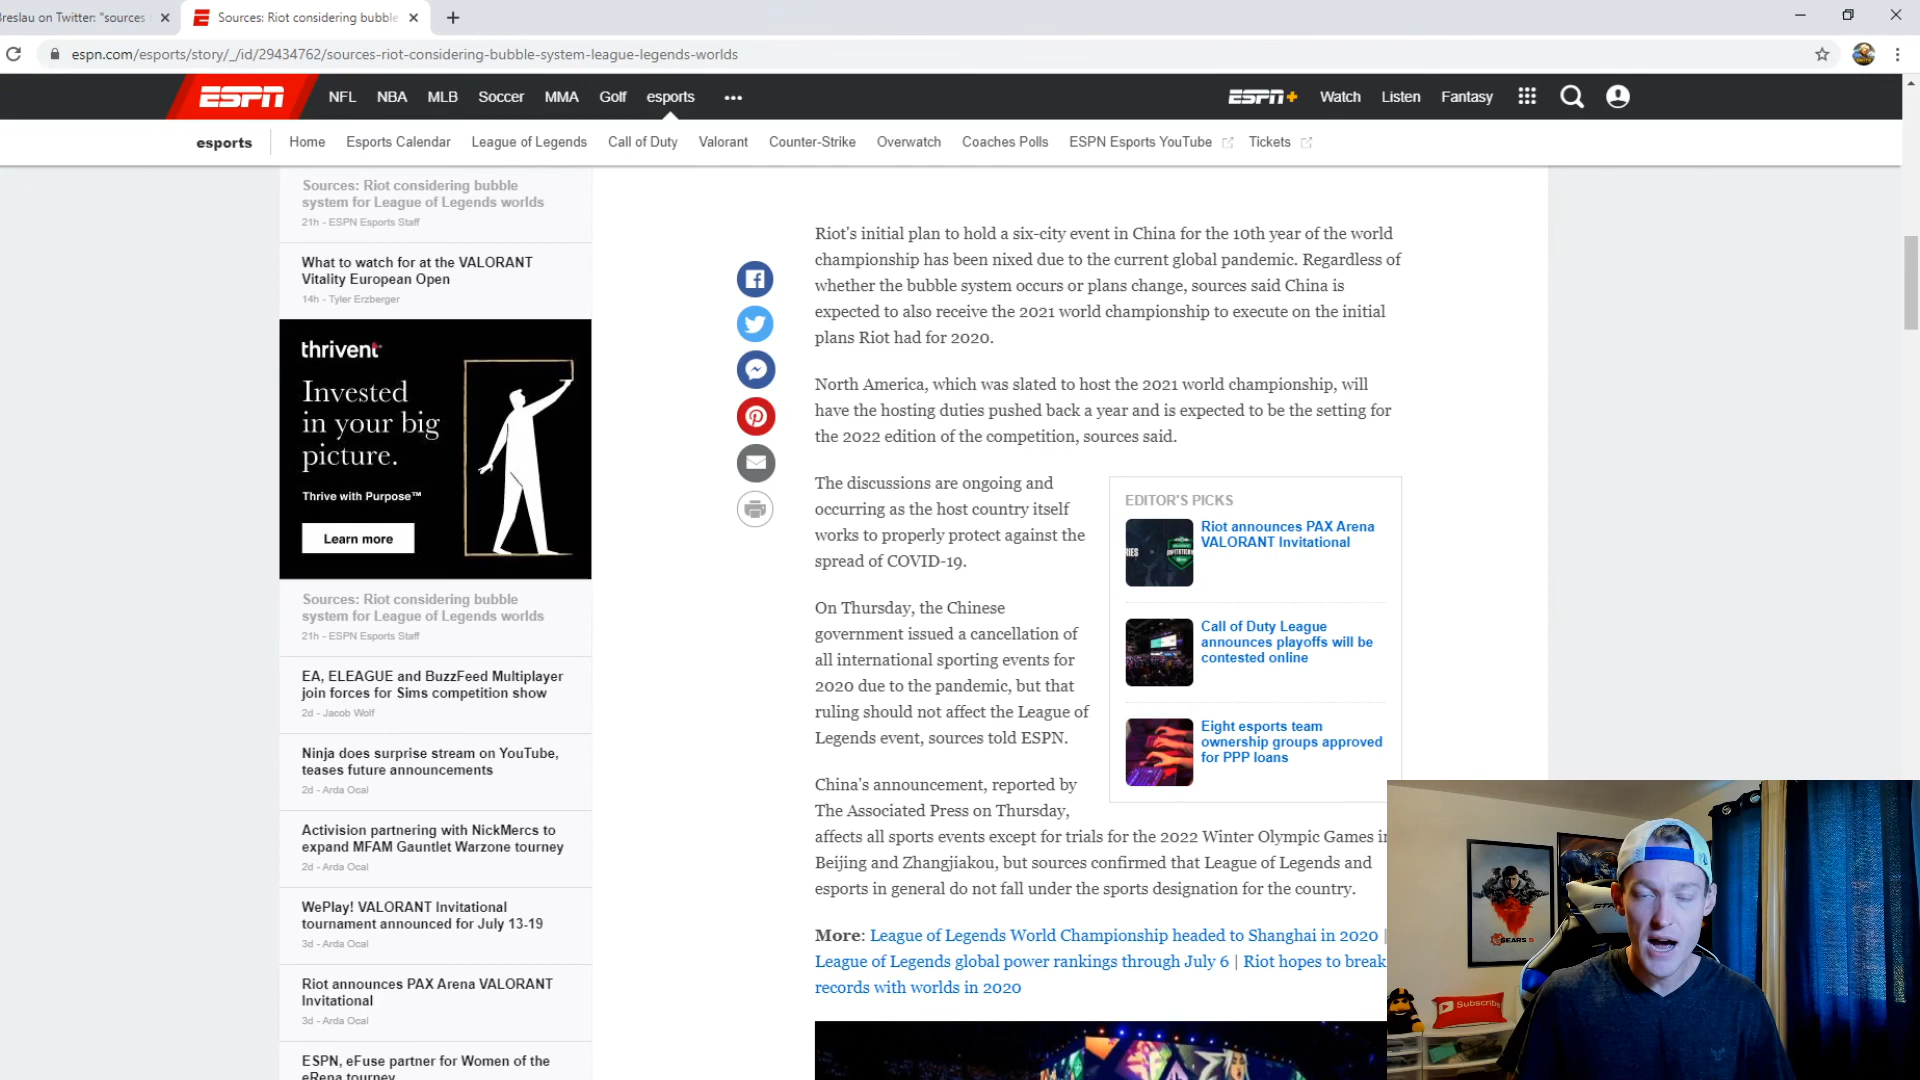 Breslau on Twitter: "sources
Sources: Riot considering bubble
espn.com/esports/story/_/id/29434762/sources-riot-considering-bubble-system-league-legends-worlds
ESPN NFL NBA MLB Soccer MMA Golf esports ••• ESPN+ Watch Listen Fantasy
esports Home Esports Calendar League of Legends Call of Duty Valorant Counter-Strike Overwatch Coaches Polls ESPN Esports YouTube Tickets
Sources: Riot considering bubble
system for League of Legends worlds
21h - ESPN Esports Staff
What to watch for at the VALORANT
Vitality European Open
14h - Tyler Erzberger
thrivent
Invested
in your big
picture.
Thrive with Purpose™
Learn more
Sources: Riot considering bubble
system for League of Legends worlds
21h - ESPN Esports Staff
EA, ELEAGUE and BuzzFeed Multiplayer
join forces for Sims competition show
2d - Jacob Wolf
Ninja does surprise stream on YouTube,
teases future announcements
2d - Arda Ocal
Activision partnering with NickMercs to
expand MFAM Gauntlet Warzone tourney
2d - Arda Ocal
WePlay! VALORANT Invitational
tournament announced for July 13-19
3d - Arda Ocal
Riot announces PAX Arena VALORANT
Invitational
3d - Arda Ocal
ESPN, eFuse partner for Women of the
eRena tourney
Riot's initial plan to hold a six-city event in China for the 10th year of the world
championship has been nixed due to the current global pandemic. Regardless of
whether the bubble system occurs or plans change, sources said China is
expected to also receive the 2021 world championship to execute on the initial
plans Riot had for 2020.
North America, which was slated to host the 2021 world championship, will
have the hosting duties pushed back a year and is expected to be the setting for
the 2022 edition of the competition, sources said.
The discussions are ongoing and
occurring as the host country itself
works to properly protect against the
spread of COVID-19.
On Thursday, the Chinese
government issued a cancellation of
all international sporting events for
2020 due to the pandemic, but that
ruling should not affect the League of
Legends event, sources told ESPN.
China's announcement, reported by
The Associated Press on Thursday,
affects all sports events except for trials for the 2022 Winter Olympic Games in
Beijing and Zhangjiakou, but sources confirmed that League of Legends and
esports in general do not fall under the sports designation for the country.
More: League of Legends World Championship headed to Shanghai in 2020 |
League of Legends global power rankings through July 6 | Riot hopes to break
records with worlds in 2020
EDITOR'S PICKS
Riot announces PAX Arena
VALORANT Invitational
Call of Duty League
announces playoffs will be
contested online
Eight esports team
ownership groups approved
for PPP loans
GEARS 5
Subscribe